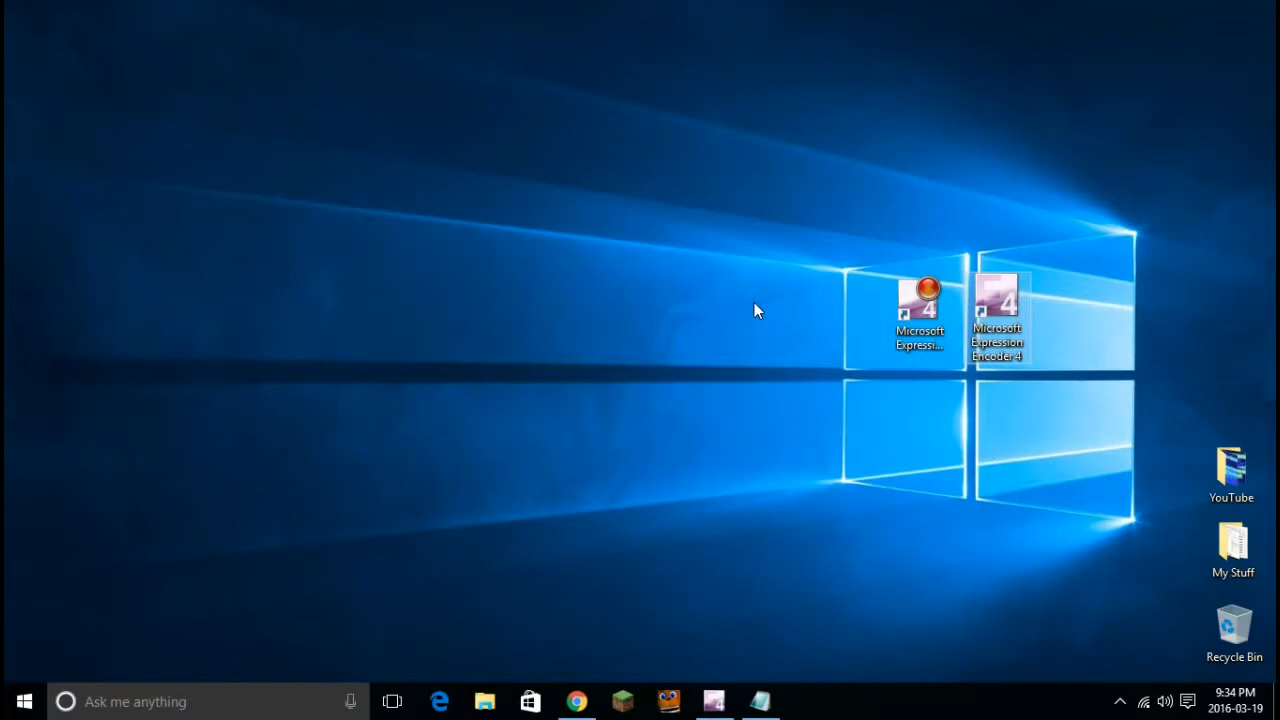 Microsoft
Expressi...
Microsoft
Expression
Encoder 4
YouTube
My Stuff
Recycle Bin
Ask me anything
9:34 PM
2016-03-19